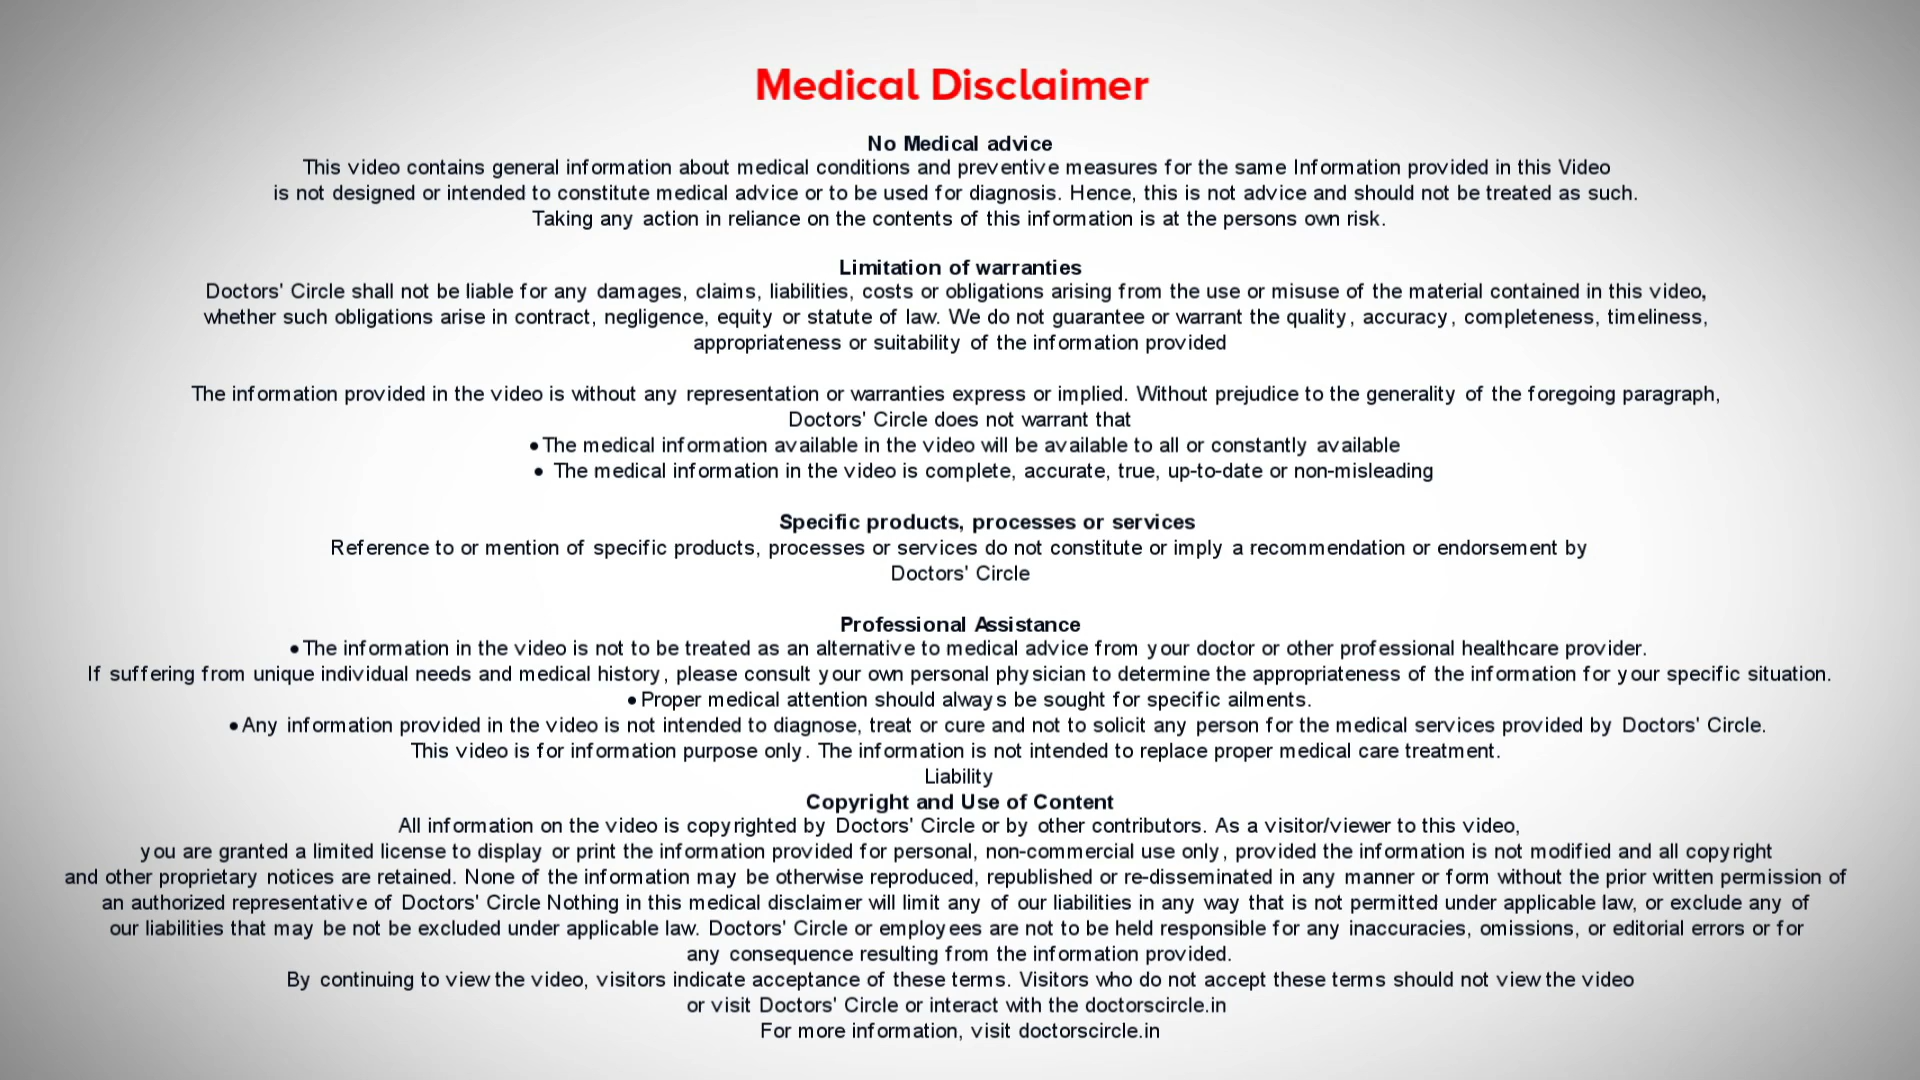 Medical Disclaimer
No Medical advice
This video contains general information about medical conditions and preventive measures for the same Information provided in this Video
is not designed or intended to constitute medical advice or to be used for diagnosis. Hence, this is not advice and should not be treated as such.
Taking any action in reliance on the contents of this information is at the persons own risk.
Limitation of warranties
Doctors' Circle shall not be liable for any damages, claims, liabilities, costs or obligations arising from the use or misuse of the material contained in this video,
whether such obligations arise in contract, negligence, equity or statute of law. We do not guarantee or warrant the quality, accuracy, completeness, timeliness,
appropriateness or suitability of the information provided
The information provided in the video is without any representation or warranties express or implied. Without prejudice to the generality of the foregoing paragraph,
Doctors' Circle does not warrant that
• The medical information available in the video will be available to all or constantly available
• The medical information in the video is complete, accurate, true, up-to-date or non-misleading
Specific products, processes or services
Reference to or mention of specific products, processes or services do not constitute or imply a recommendation or endorsement by
Doctors' Circle
Professional Assistance
• The information in the video is not to be treated as an alternative to medical advice from your doctor or other professional healthcare provider.
If suffering from unique individual needs and medical history, please consult your own personal physician to determine the appropriateness of the information for your specific situation.
• Proper medical attention should always be sought for specific ailments.
• Any information provided in the video is not intended to diagnose, treat or cure and not to solicit any person for the medical services provided by Doctors' Circle.
This video is for information purpose only. The information is not intended to replace proper medical care treatment.
Liability
Copyright and Use of Content
All information on the video is copyrighted by Doctors' Circle or by other contributors. As a visitor/viewer to this video,
you are granted a limited license to display or print the information provided for personal, non-commercial use only, provided the information is not modified and all copyright
and other proprietary notices are retained. None of the information may be otherwise reproduced, republished or re-disseminated in any manner or form without the prior written permission of
an authorized representative of Doctors' Circle Nothing in this medical disclaimer will limit any of our liabilities in any way that is not permitted under applicable law, or exclude any of
our liabilities that may be not be excluded under applicable law. Doctors' Circle or employees are not to be held responsible for any inaccuracies, omissions, or editorial errors or for
any consequence resulting from the information provided.
By continuing to view the video, visitors indicate acceptance of these terms. Visitors who do not accept these terms should not view the video
or visit Doctors' Circle or interact with the doctorscircle.in
For more information, visit doctorscircle.in